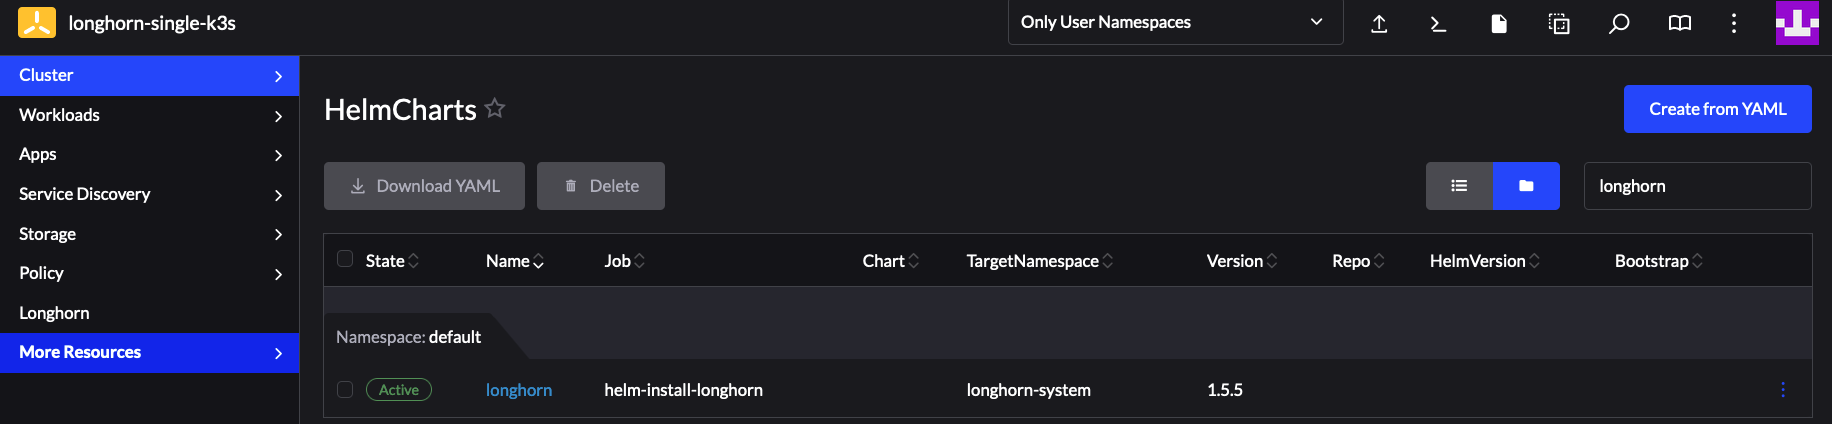 longhorn-single-k3s
Only User Namespaces
Cluster
Workloads
Apps
Service Discovery
Storage
Policy
Longhorn
More Resources
HelmCharts
Create from YAML
Download YAML
Delete
longhorn
State Name Job Chart TargetNamespace Version Repo HelmVersion Bootstrap
Namespace: default
Active longhorn helm-install-longhorn longhorn-system 1.5.5